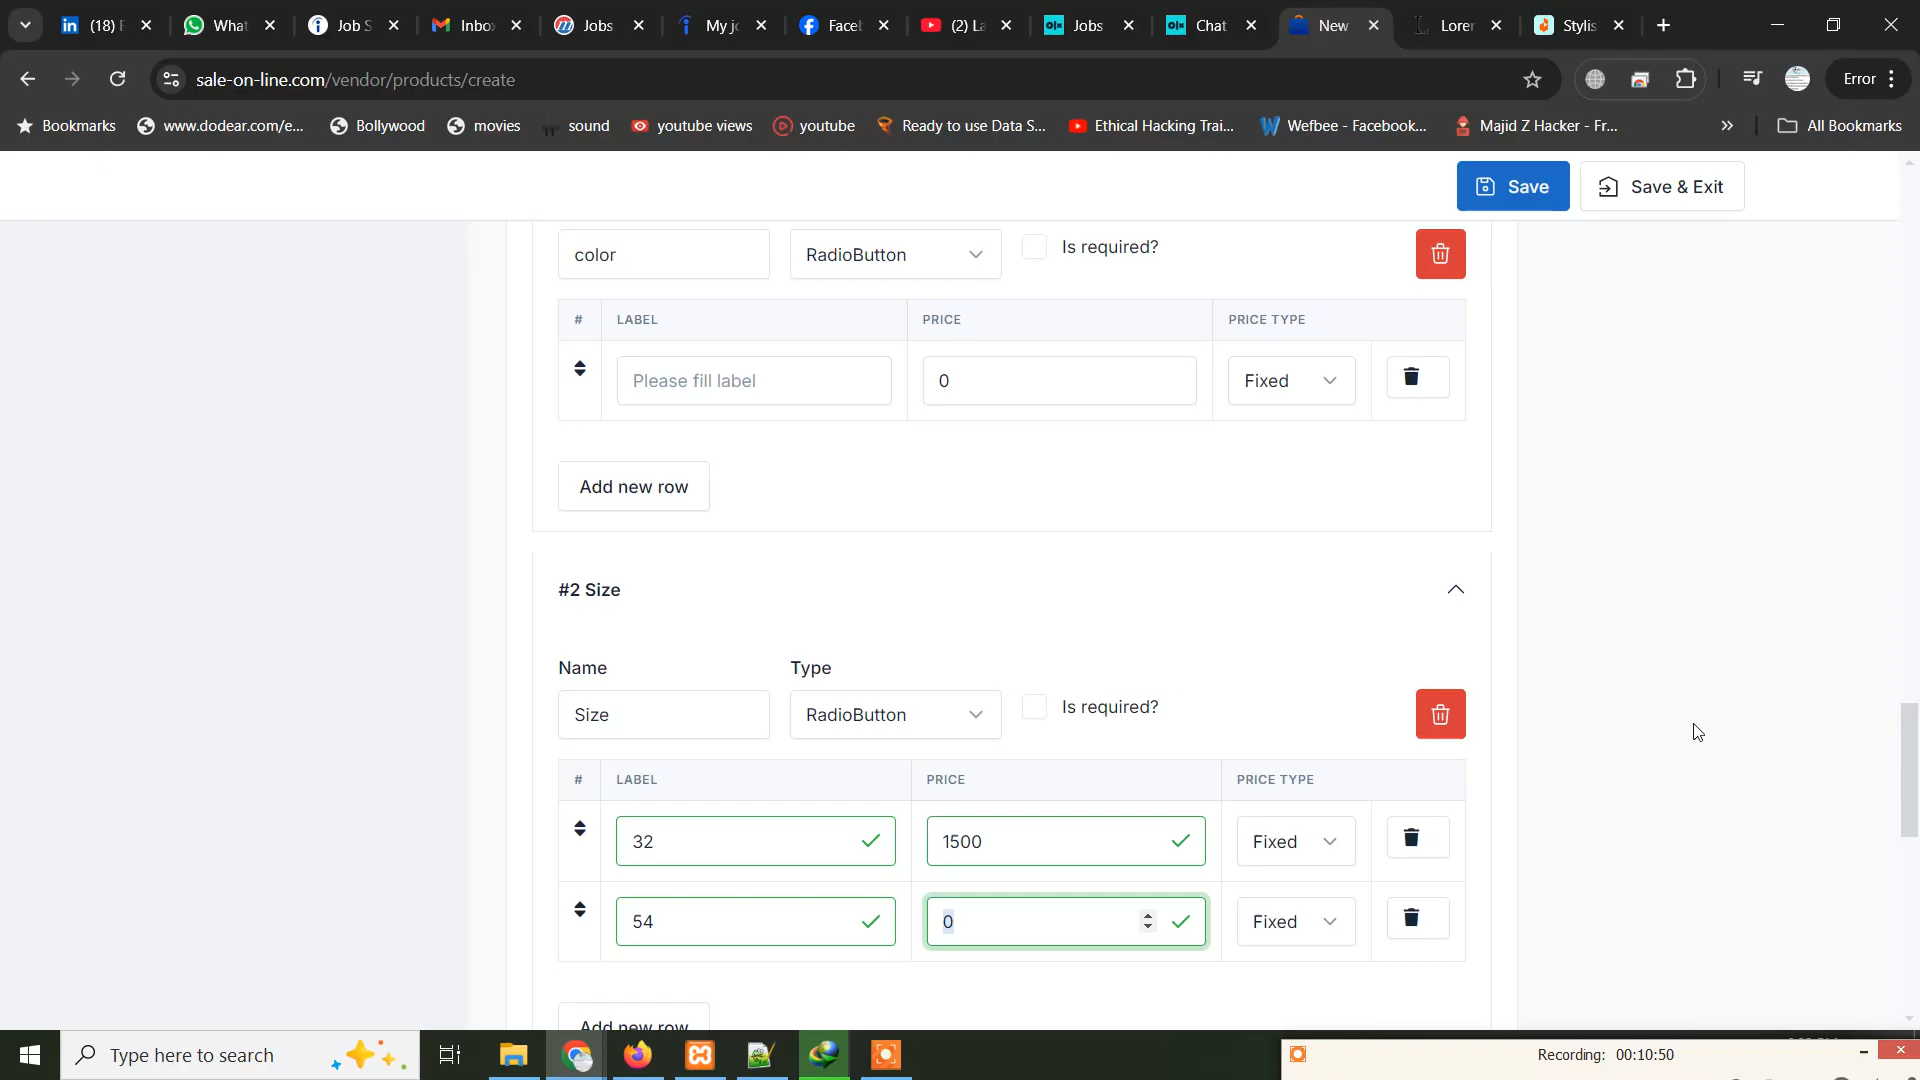 (18) F
What
Job S
Inbo
Jobs
My jo
Facel
(2) La
Jobs
Chat
New
Lorer
Stylis
sale-on-line.com/vendor/products/create
Error
Bookmarks
www.dodear.com/e...
Bollywood
movies
sound
youtube views
youtube
Ready to use Data S...
Ethical Hacking Trai...
Wefbee - Facebook...
Majid Z Hacker - Fr...
All Bookmarks
Save
Save & Exit
color
RadioButton
Is required?
# LABEL PRICE PRICE TYPE
Please fill label 0 Fixed
Add new row
#2 Size
Name Type
Size RadioButton Is required?
# LABEL PRICE PRICE TYPE
32 1500 Fixed
54 0 Fixed
Add new row
Type here to search
Recording: 00:10:50